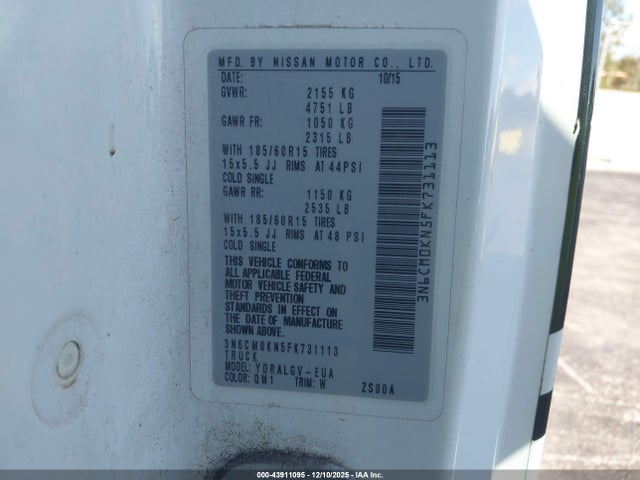 MFD. BY NISSAN MOTOR CO., LTD.
DATE: 10/15
GVWR: 2155 KG
4751 LB
GAWR FR: 1050 KG
2315 LB
WITH 185/60R15 TIRES
15x5.5 JJ RIMS AT 44PSI
COLD SINGLE
GAWR RR: 1150 KG
2535 LB
WITH 185/60R15 TIRES
15x5.5 JJ RIMS AT 48 PSI
COLD SINGLE
THIS VEHICLE CONFORMS TO
ALL APPLICABLE FEDERAL
MOTOR VEHICLE SAFETY AND
THEFT PREVENTION
STANDARDS IN EFFECT ON
THE DATE OF MANUFACTURE
SHOWN ABOVE.
3N6CM0KN5FK731113
TRUCK
MODEL: YDRALGV-EUA
COLOR: QM1 TRIM: W ZS00A
3N6CM0KN5FK731113
000-43911095 - 12/10/2025 - IAA Inc.